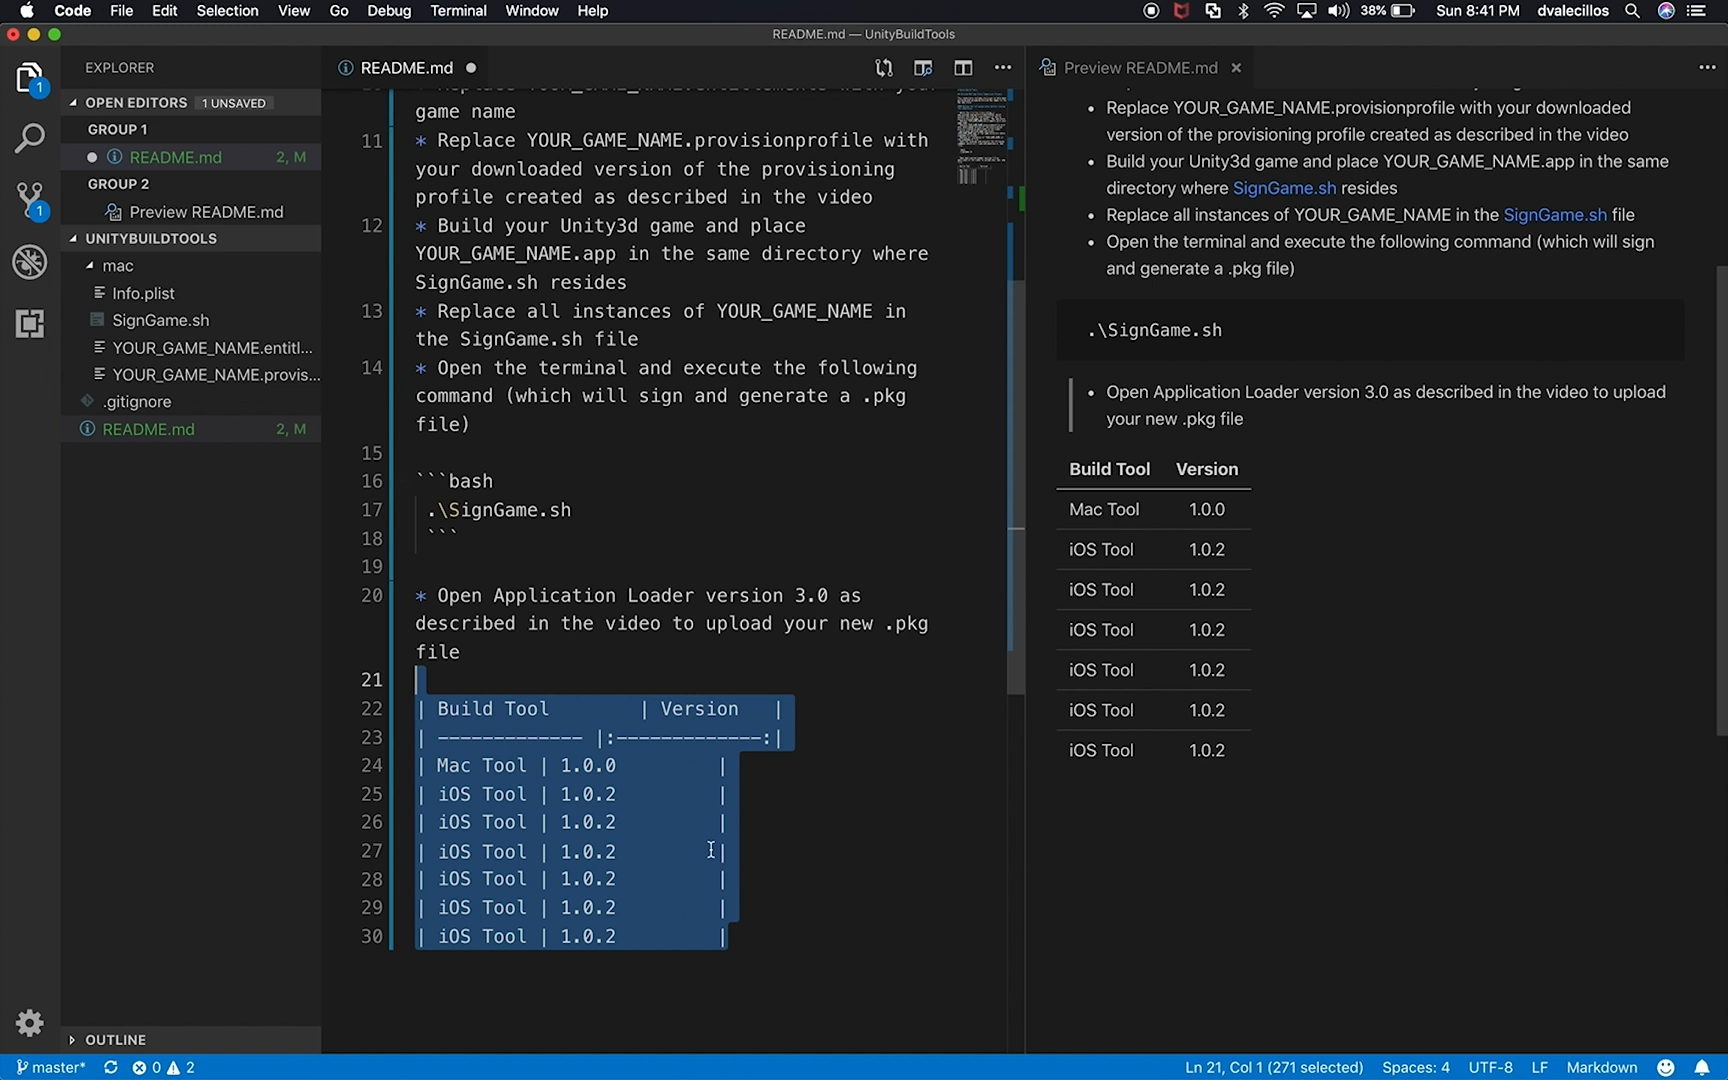 Code File Edit Selection View Go Debug Terminal Window Help 38% Sun 8:41 PM dvalecillos
README.md — UnityBuildTools
EXPLORER
OPEN EDITORS 1 UNSAVED
GROUP 1
README.md 2, M
GROUP 2
Preview README.md
UNITYBUILDTOOLS
mac
Info.plist
SignGame.sh
YOUR_GAME_NAME.entitl...
YOUR_GAME_NAME.provis...
.gitignore
README.md 2, M
OUTLINE
1
1
README.md
game name
11 * Replace YOUR_GAME_NAME.provisionprofile with
your downloaded version of the provisioning
profile created as described in the video
12 * Build your Unity3d game and place
YOUR_GAME_NAME.app in the same directory where
SignGame.sh resides
13 * Replace all instances of YOUR_GAME_NAME in
the SignGame.sh file
14 * Open the terminal and execute the following
command (which will sign and generate a .pkg
file)
15
16 ```bash
17 .\SignGame.sh
18 ```
19
20 * Open Application Loader version 3.0 as
described in the video to upload your new .pkg
file
21
22 | Build Tool | Version |
23 | ------------- |:-------------:|
24 | Mac Tool | 1.0.0 |
25 | iOS Tool | 1.0.2 |
26 | iOS Tool | 1.0.2 |
27 | iOS Tool | 1.0.2 |
28 | iOS Tool | 1.0.2 |
29 | iOS Tool | 1.0.2 |
30 | iOS Tool | 1.0.2 |
Preview README.md
• Replace YOUR_GAME_NAME.provisionprofile with your downloaded
version of the provisioning profile created as described in the video
• Build your Unity3d game and place YOUR_GAME_NAME.app in the same
directory where SignGame.sh resides
• Replace all instances of YOUR_GAME_NAME in the SignGame.sh file
• Open the terminal and execute the following command (which will sign
and generate a .pkg file)
.\SignGame.sh
• Open Application Loader version 3.0 as described in the video to upload
your new .pkg file
Build Tool Version
Mac Tool 1.0.0
iOS Tool 1.0.2
iOS Tool 1.0.2
iOS Tool 1.0.2
iOS Tool 1.0.2
iOS Tool 1.0.2
iOS Tool 1.0.2
master* 0 2 Ln 21, Col 1 (271 selected) Spaces: 4 UTF-8 LF Markdown